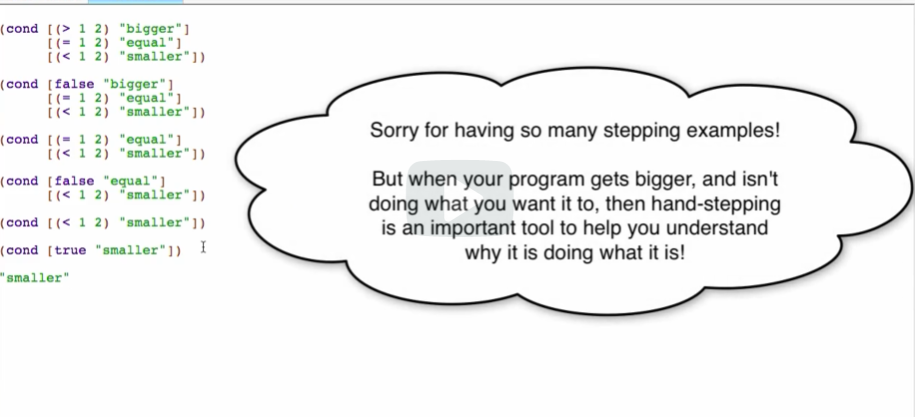 (cond [(> 1 2) "bigger"]
[(= 1 2) "equal"]
[(< 1 2) "smaller"])
(cond [false "bigger"]
[(= 1 2) "equal"]
[(< 1 2) "smaller"])
(cond [(= 1 2) "equal"]
[(< 1 2) "smaller"])
(cond [false "equal"]
[(< 1 2) "smaller"])
(cond [(< 1 2) "smaller"])
(cond [true "smaller"])
"smaller"
Sorry for having so many stepping examples!
But when your program gets bigger, and isn't
doing what you want it to, then hand-stepping
is an important tool to help you understand
why it is doing what it is!